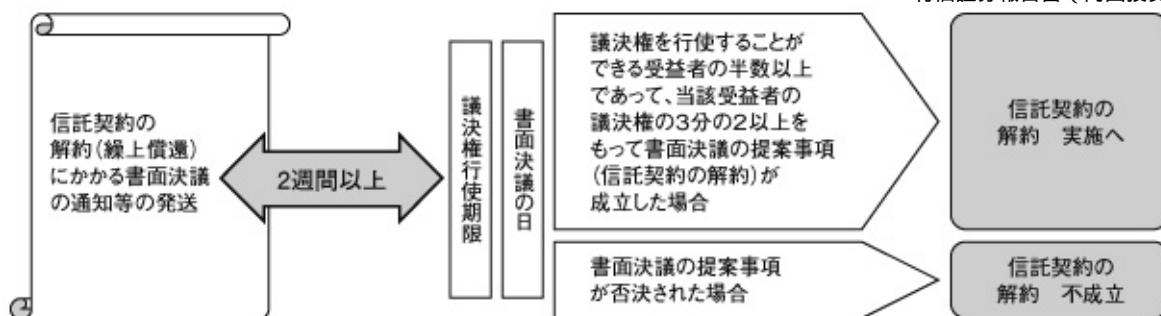 信託契約の
解約(繰上償還)
にかかる書面決議
の通知等の発送
2週間以上
議決権行使期限
書面決議の日
議決権を行使することが
できる受益者の半数以上
であって、当該受益者の
議決権の3分の2以上を
もって書面決議の提案事項
(信託契約の解約)が
成立した場合
信託契約の
解約 実施へ
書面決議の提案事項
が否決された場合
信託契約の
解約 不成立